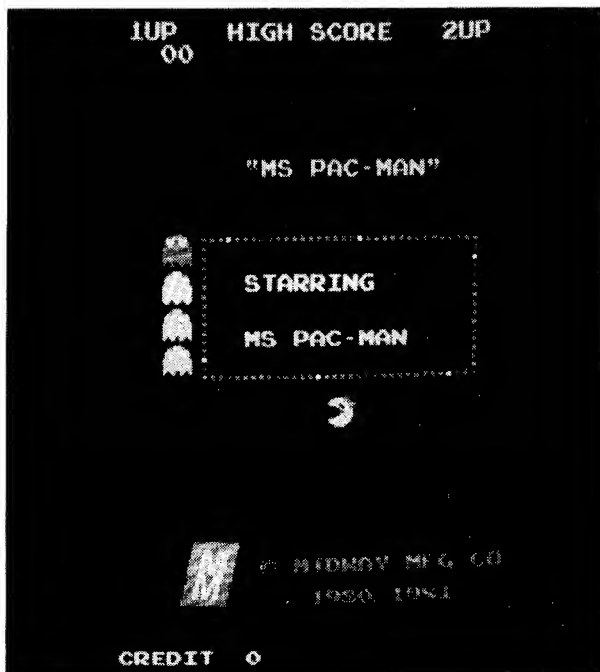 1UP HIGH SCORE 2UP
00
"MS PAC-MAN"
STARRING
MS PAC-MAN
© MIDWAY MFG CO
1980 1981
CREDIT 0